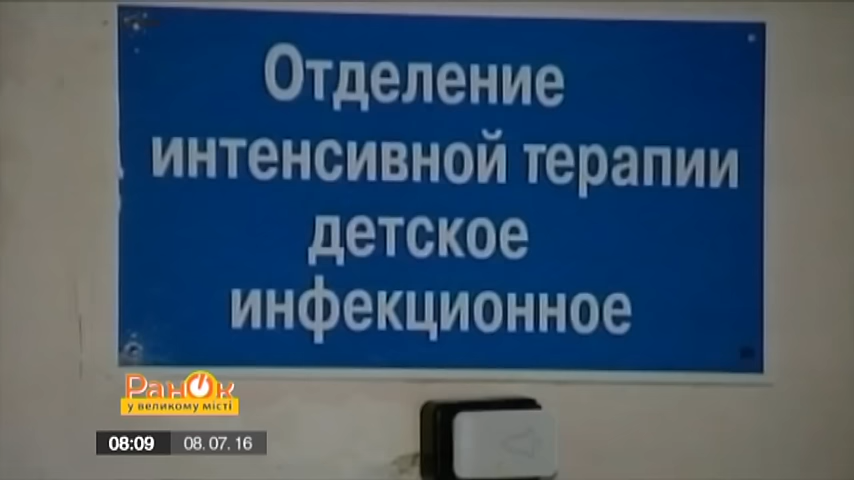 Отделение
интенсивной терапии
детское
инфекционное
Ранок
у великому місті
08:09 08. 07. 16